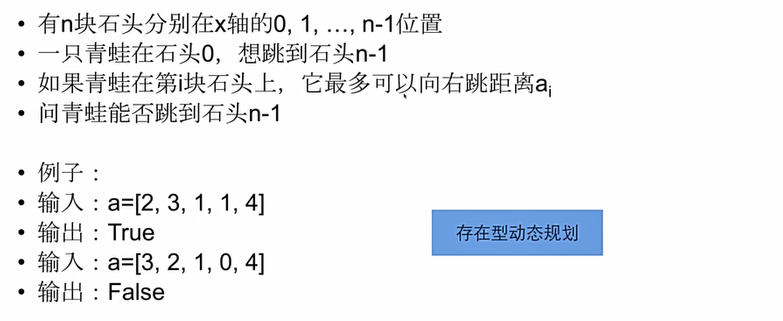 • 有n块石头分别在x轴的0, 1, …, n-1位置
• 一只青蛙在石头0，想跳到石头n-1
• 如果青蛙在第i块石头上，它最多可以向右跳距离ai
• 问青蛙能否跳到石头n-1
• 例子：
• 输入：a=[2, 3, 1, 1, 4]
• 输出：True
• 输入：a=[3, 2, 1, 0, 4]
• 输出：False
存在型动态规划